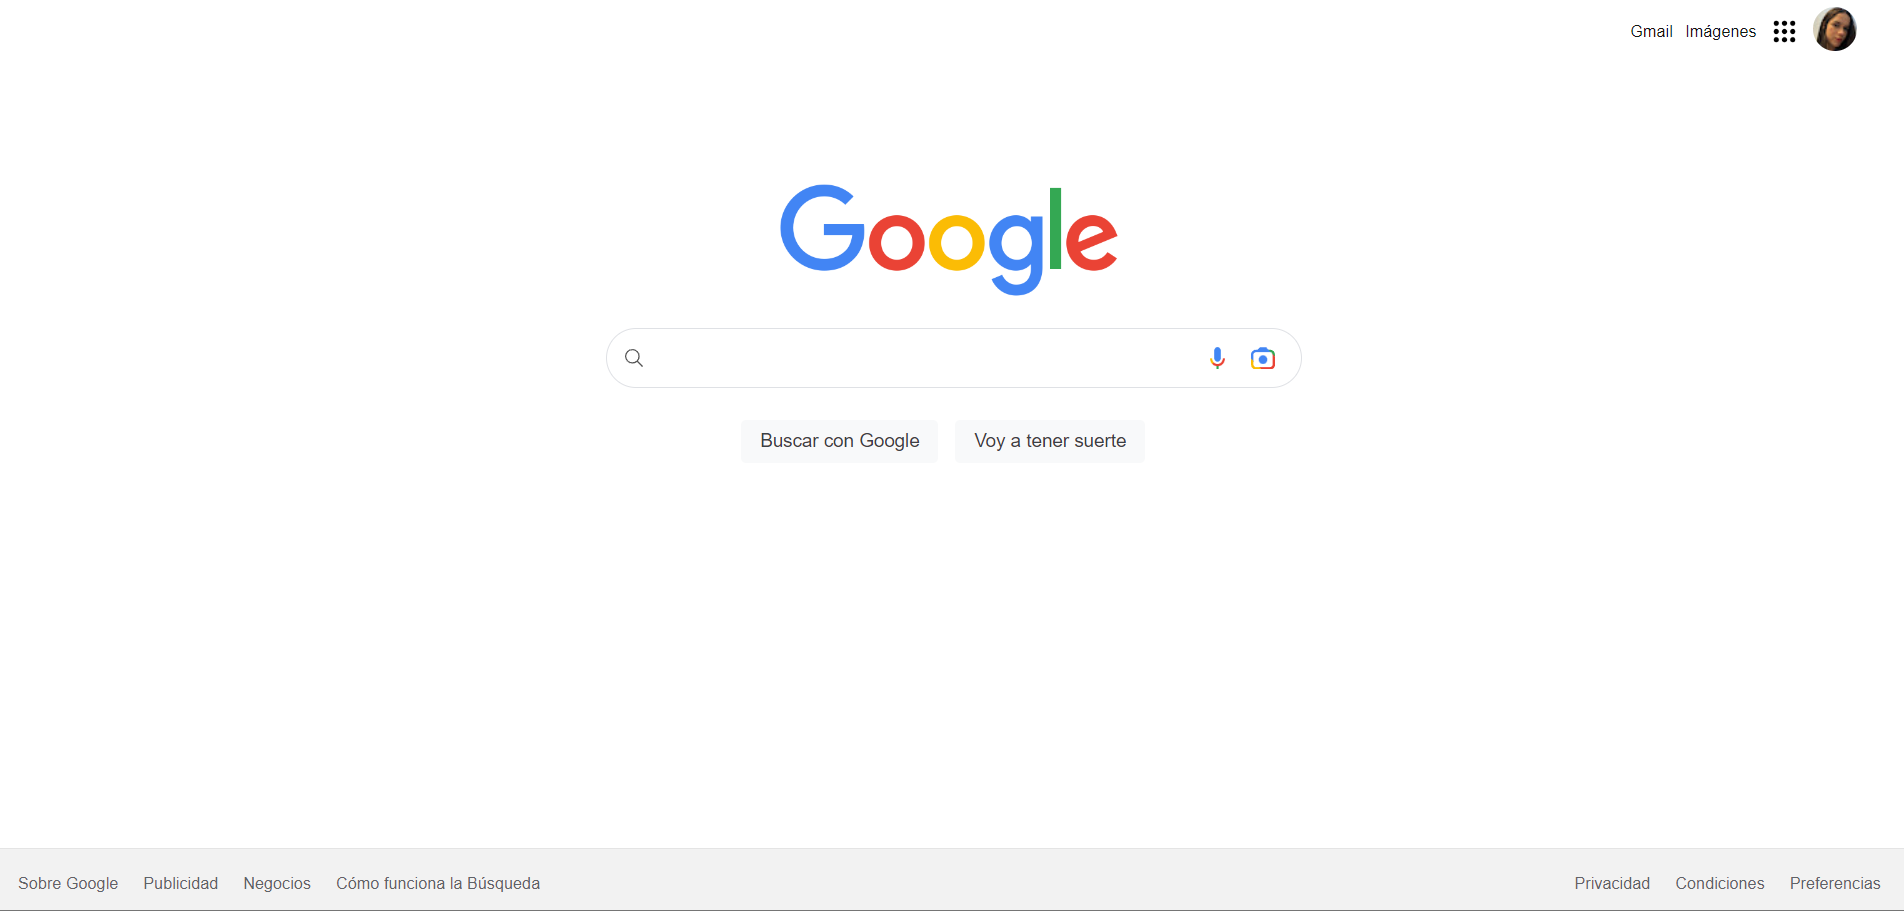 Gmail Imágenes
Google
Buscar con Google Voy a tener suerte
Sobre Google Publicidad Negocios Cómo funciona la Búsqueda Privacidad Condiciones Preferencias